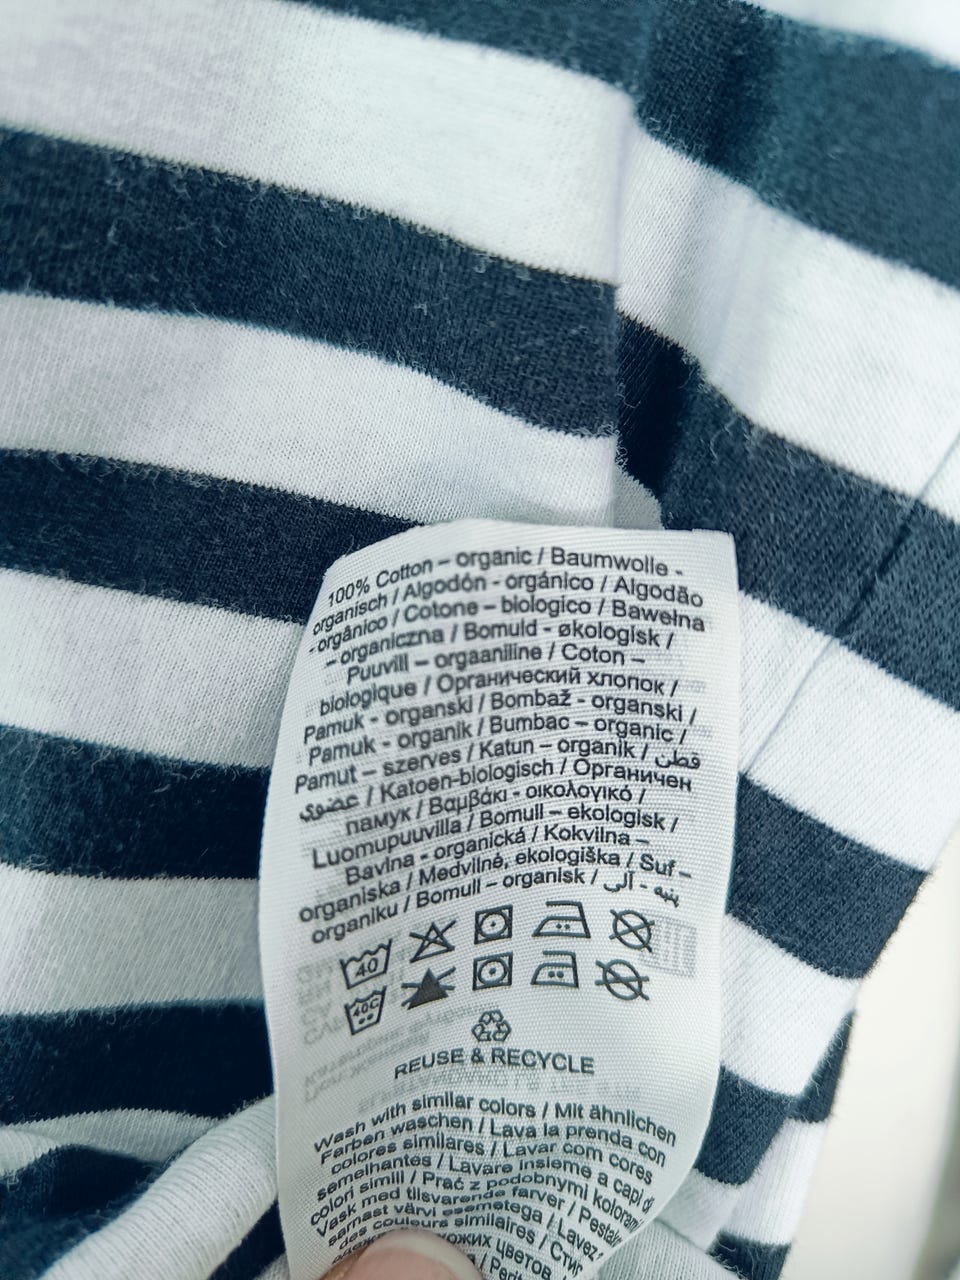 100% Cotton – organic / Baumwolle -
organisch / Algodón - orgánico / Algodão
- orgânico / Cotone – biologico / Bawełna
– organiczna / Bomuld - økologisk /
Puuvill – orgaaniline / Coton –
biologique / Органический хлопок /
Pamuk - organski / Bombaž - organski /
Pamuk - organik / Bumbac – organic /
Pamut – szerves / Katun – organik / قطن
عضوي / Katoen-biologisch / Органичен
памук / Βαμβάκι - οικολογικό /
Luomupuuvilla / Bomull – ekologisk /
Bavlna - organická / Kokvilna –
organiska / Medvilnė, ekologiška / Suf –
organiku / Bomull – organisk / پنبه - آلی
40
40C
REUSE & RECYCLE
Wash with similar colors / Mit ähnlichen
Farben waschen / Lava la prenda con
colores similares / Lavar com cores
semelhantes / Lavare insieme a capi di
colori simili / Prać z podobnymi kolorami
Vask med tilsvarende farver / Pestake
samast värvi esemetega / Lavez
des couleurs similaires /
цветов